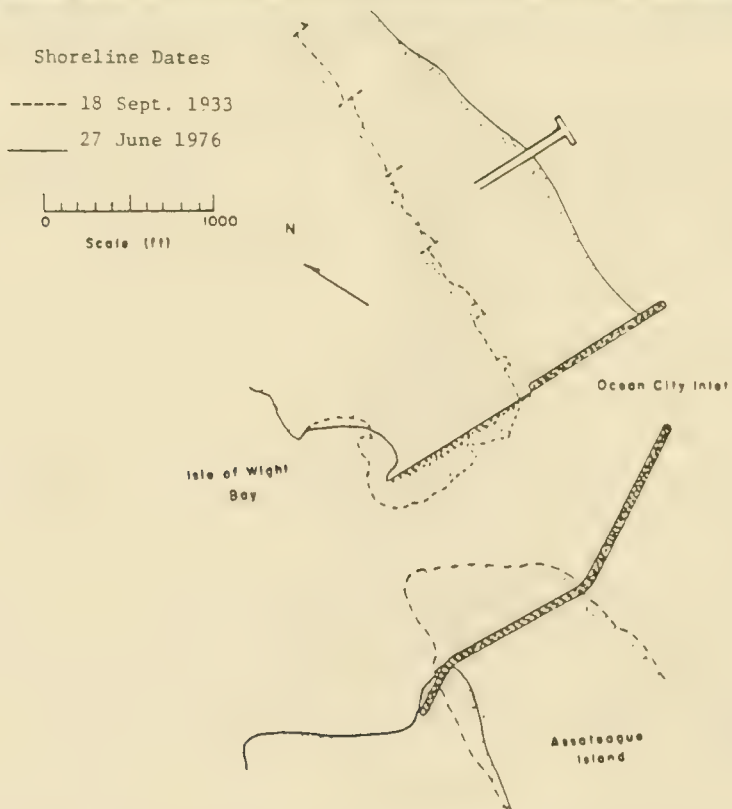 Shoreline Dates
18 Sept. 1933
27 June 1976
0 1000
Scale (ft)
N
Ocean City Inlet
Isle of Wight
Bay
Assateague
Island